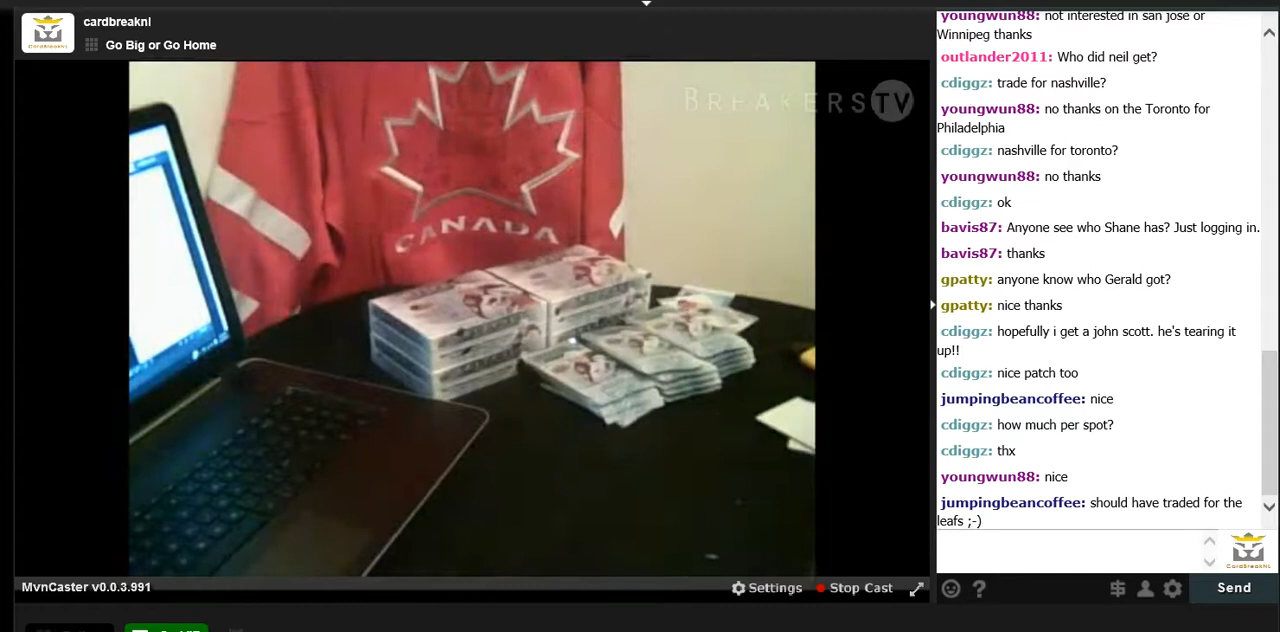 cardbreaknl
Go Big or Go Home
BREAKERSTV
CANADA
MvnCaster v0.0.3.991
Settings
Stop Cast
youngwun88: not interested in san jose or
Winnipeg thanks
outlander2011: Who did neil get?
cdiggz: trade for nashville?
youngwun88: no thanks on the Toronto for
Philadelphia
cdiggz: nashville for toronto?
youngwun88: no thanks
cdiggz: ok
bavis87: Anyone see who Shane has? Just logging in.
bavis87: thanks
gpatty: anyone know who Gerald got?
gpatty: nice thanks
cdiggz: hopefully i get a john scott. he's tearing it
up!!
cdiggz: nice patch too
jumpingbeancoffee: nice
cdiggz: how much per spot?
cdiggz: thx
youngwun88: nice
jumpingbeancoffee: should have traded for the
leafs ;-)
CardBreakNL
Send